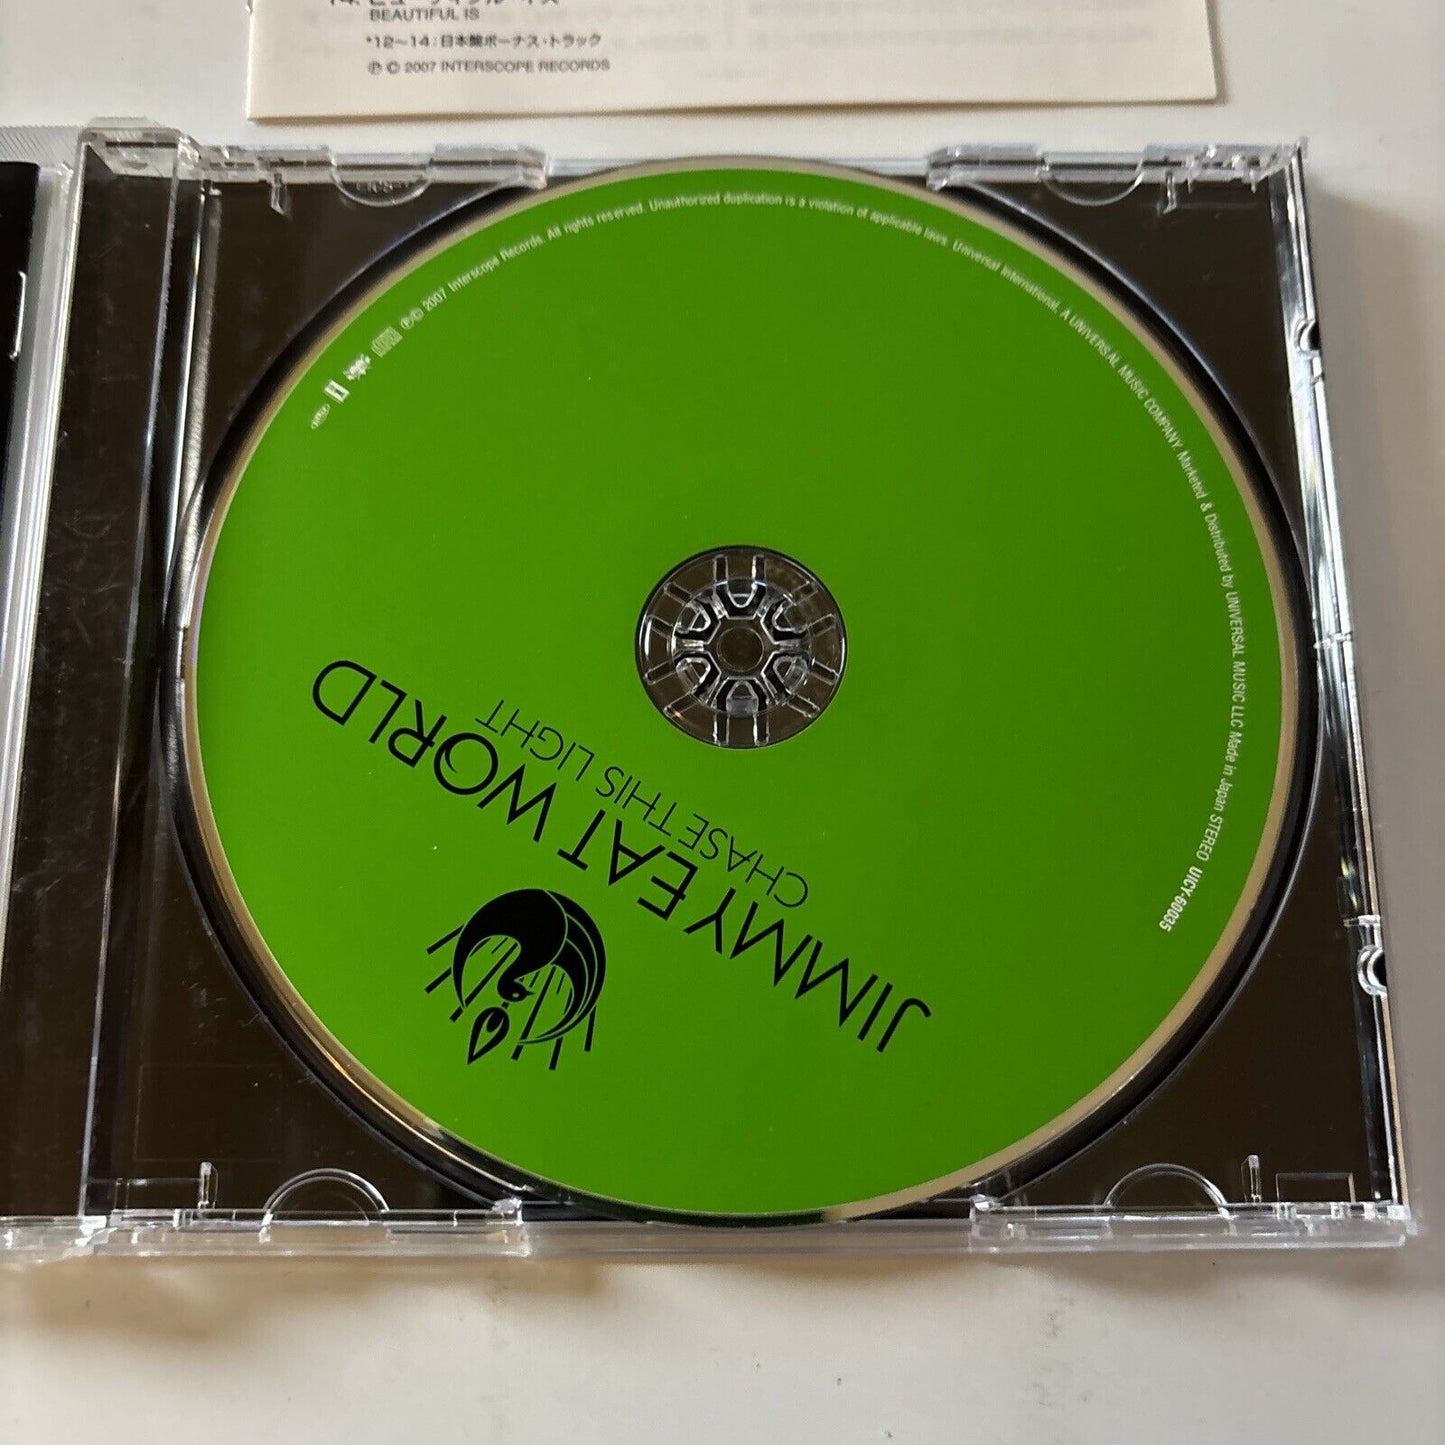 14. ビューティフル・イズ
BEAUTIFUL IS
*12〜14：日本盤ボーナス・トラック
℗ © 2007 INTERSCOPE RECORDS
℗© 2007 Interscope Records. All rights reserved. Unauthorized duplication is a violation of applicable laws. Universal International, A UNIVERSAL MUSIC COMPANY. Marketed & Distributed by UNIVERSAL MUSIC LLC Made in Japan STEREO UICY-60035
JIMMY EAT WORLD
CHASE THIS LIGHT